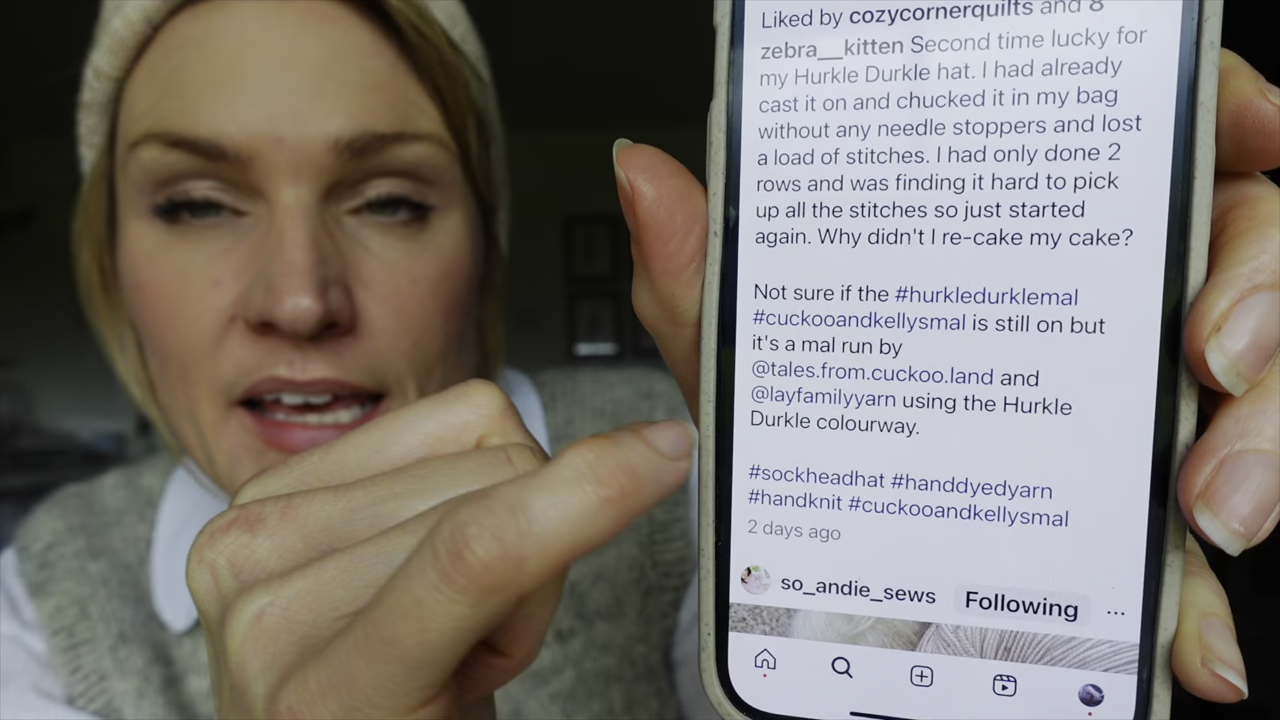 Liked by cozycornerquilts and 8
zebra__kitten Second time lucky for
my Hurkle Durkle hat. I had already
cast it on and chucked it in my bag
without any needle stoppers and lost
a load of stitches. I had only done 2
rows and was finding it hard to pick
up all the stitches so just started
again. Why didn't I re-cake my cake?
Not sure if the #hurkledurklemal
#cuckooandkellysmal is still on but
it's a mal run by
@tales.from.cuckoo.land and
@layfamilyyarn using the Hurkle
Durkle colourway.
#sockheadhat #handdyedyarn
#handknit #cuckooandkellysmal
2 days ago
so_andie_sews Following ...